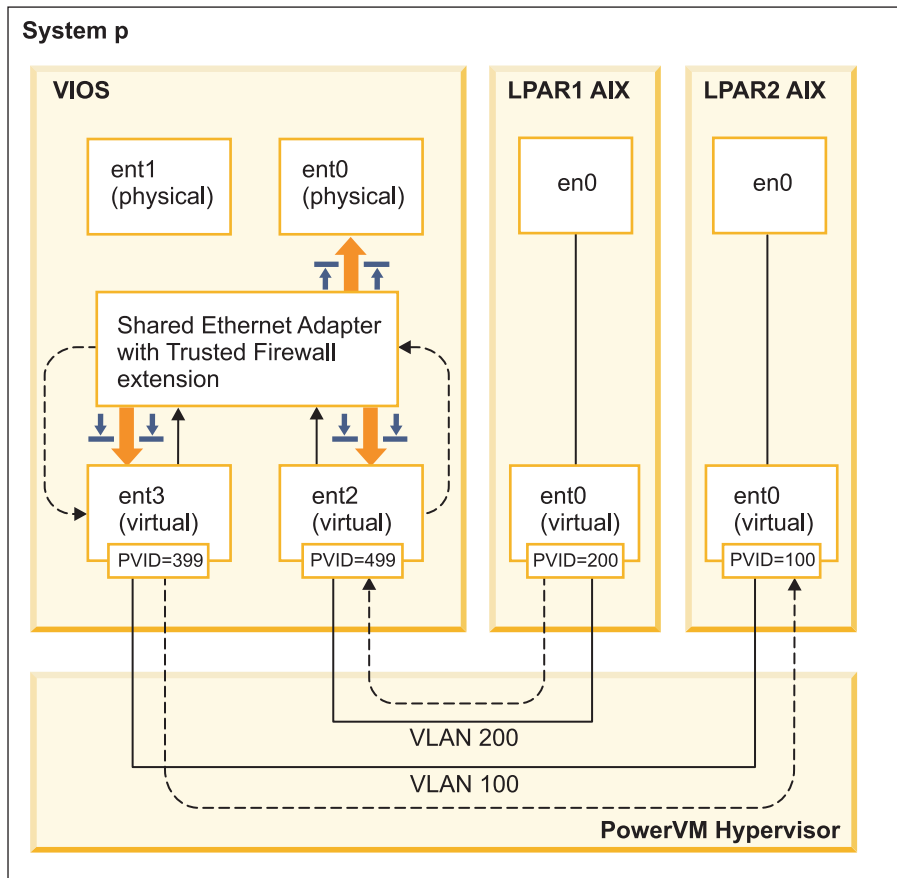 System p
VIOS
LPAR1 AIX
LPAR2 AIX
ent1
(physical)
ent0
(physical)
en0
en0
Shared Ethernet Adapter
with Trusted Firewall
extension
ent3
(virtual)
PVID=399
ent2
(virtual)
PVID=499
ent0
(virtual)
PVID=200
ent0
(virtual)
PVID=100
VLAN 200
VLAN 100
PowerVM Hypervisor